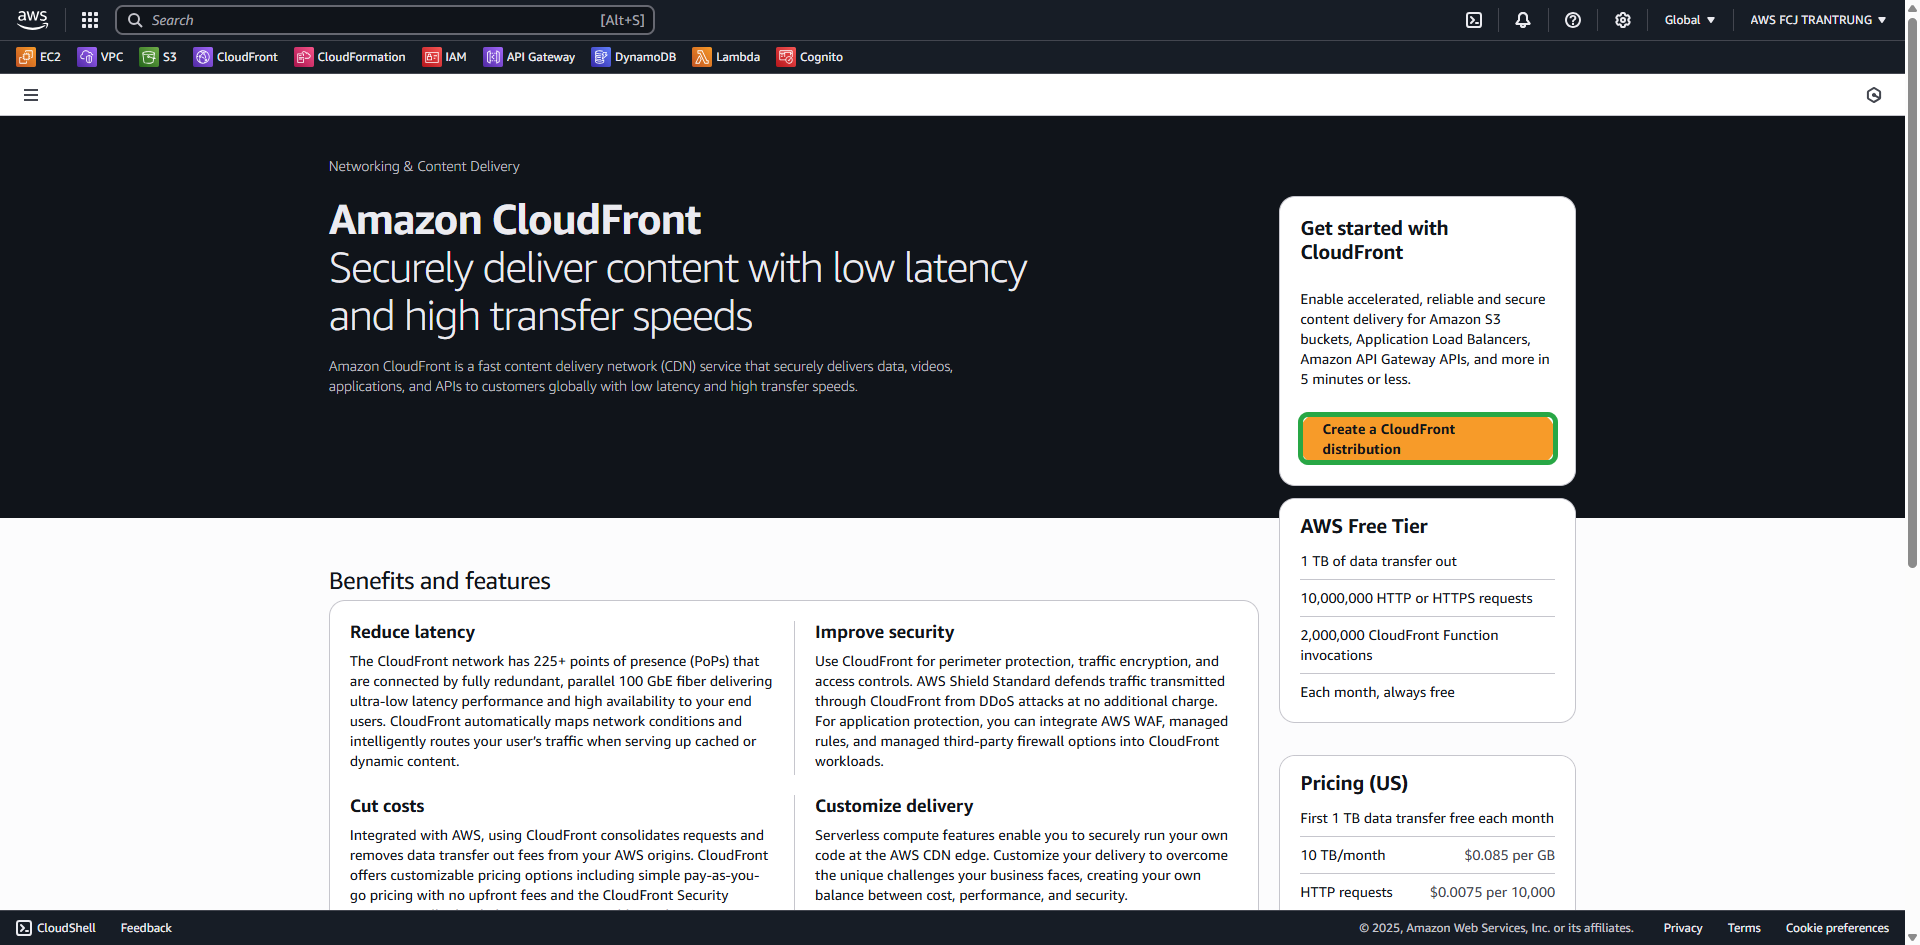 aws
Search [Alt+S]
Global
AWS FCJ TRANTRUNG
EC2
VPC
S3
CloudFront
CloudFormation
IAM
API Gateway
DynamoDB
Lambda
Cognito
Networking & Content Delivery
Amazon CloudFront
Securely deliver content with low latency
and high transfer speeds
Amazon CloudFront is a fast content delivery network (CDN) service that securely delivers data, videos,
applications, and APIs to customers globally with low latency and high transfer speeds.
Get started with
CloudFront
Enable accelerated, reliable and secure
content delivery for Amazon S3
buckets, Application Load Balancers,
Amazon API Gateway APIs, and more in
5 minutes or less.
Create a CloudFront
distribution
AWS Free Tier
1 TB of data transfer out
10,000,000 HTTP or HTTPS requests
2,000,000 CloudFront Function
invocations
Each month, always free
Benefits and features
Reduce latency
The CloudFront network has 225+ points of presence (PoPs) that
are connected by fully redundant, parallel 100 GbE fiber delivering
ultra-low latency performance and high availability to your end
users. CloudFront automatically maps network conditions and
intelligently routes your user’s traffic when serving up cached or
dynamic content.
Improve security
Use CloudFront for perimeter protection, traffic encryption, and
access controls. AWS Shield Standard defends traffic transmitted
through CloudFront from DDoS attacks at no additional charge.
For application protection, you can integrate AWS WAF, managed
rules, and managed third-party firewall options into CloudFront
workloads.
Cut costs
Integrated with AWS, using CloudFront consolidates requests and
removes data transfer out fees from your AWS origins. CloudFront
offers customizable pricing options including simple pay-as-you-
go pricing with no upfront fees and the CloudFront Security
Customize delivery
Serverless compute features enable you to securely run your own
code at the AWS CDN edge. Customize your delivery to overcome
the unique challenges your business faces, creating your own
balance between cost, performance, and security.
Pricing (US)
First 1 TB data transfer free each month
10 TB/month $0.085 per GB
HTTP requests $0.0075 per 10,000
CloudShell
Feedback
© 2025, Amazon Web Services, Inc. or its affiliates.
Privacy
Terms
Cookie preferences